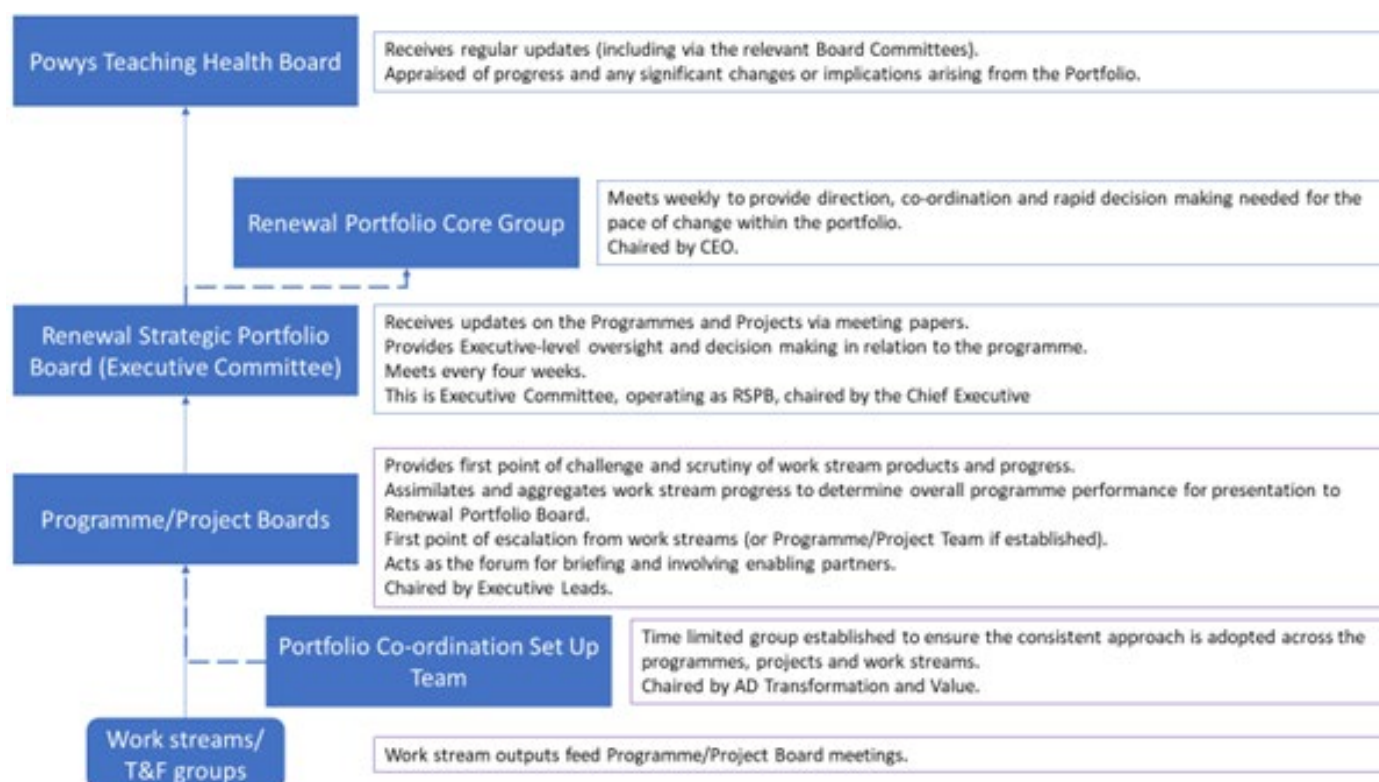 Powys Teaching Health Board
Receives regular updates (including via the relevant Board Committees).
Appraised of progress and any significant changes or implications arising from the Portfolio.
Renewal Portfolio Core Group
Meets weekly to provide direction, co-ordination and rapid decision making needed for the
pace of change within the portfolio.
Chaired by CEO.
Renewal Strategic Portfolio
Board (Executive Committee)
Receives updates on the Programmes and Projects via meeting papers.
Provides Executive-level oversight and decision making in relation to the programme.
Meets every four weeks.
This is Executive Committee, operating as RSPB, chaired by the Chief Executive
Programme/Project Boards
Provides first point of challenge and scrutiny of work stream products and progress.
Assimilates and aggregates work stream progress to determine overall programme performance for presentation to
Renewal Portfolio Board.
First point of escalation from work streams (or Programme/Project Team if established).
Acts as the forum for briefing and involving enabling partners.
Chaired by Executive Leads.
Portfolio Co-ordination Set Up
Team
Time limited group established to ensure the consistent approach is adopted across the
programmes, projects and work streams.
Chaired by AD Transformation and Value.
Work streams/
T&F groups
Work stream outputs feed Programme/Project Board meetings.